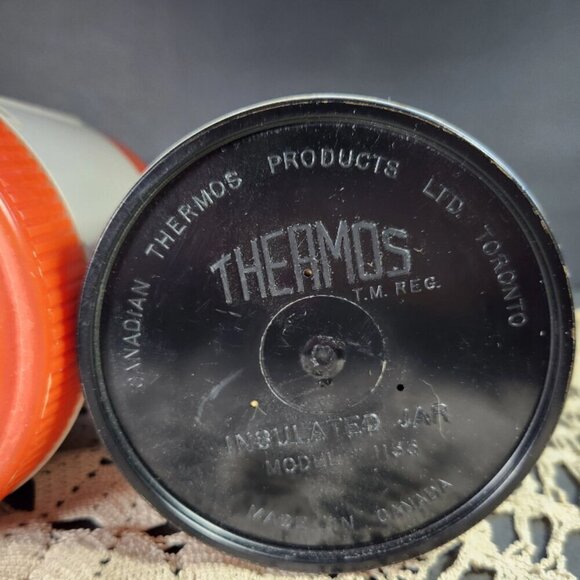 CANADIAN THERMOS PRODUCTS LTD. TORONTO
THERMOS
T.M. REG.
INSULATED JAR
MODEL
MADE IN CANADA